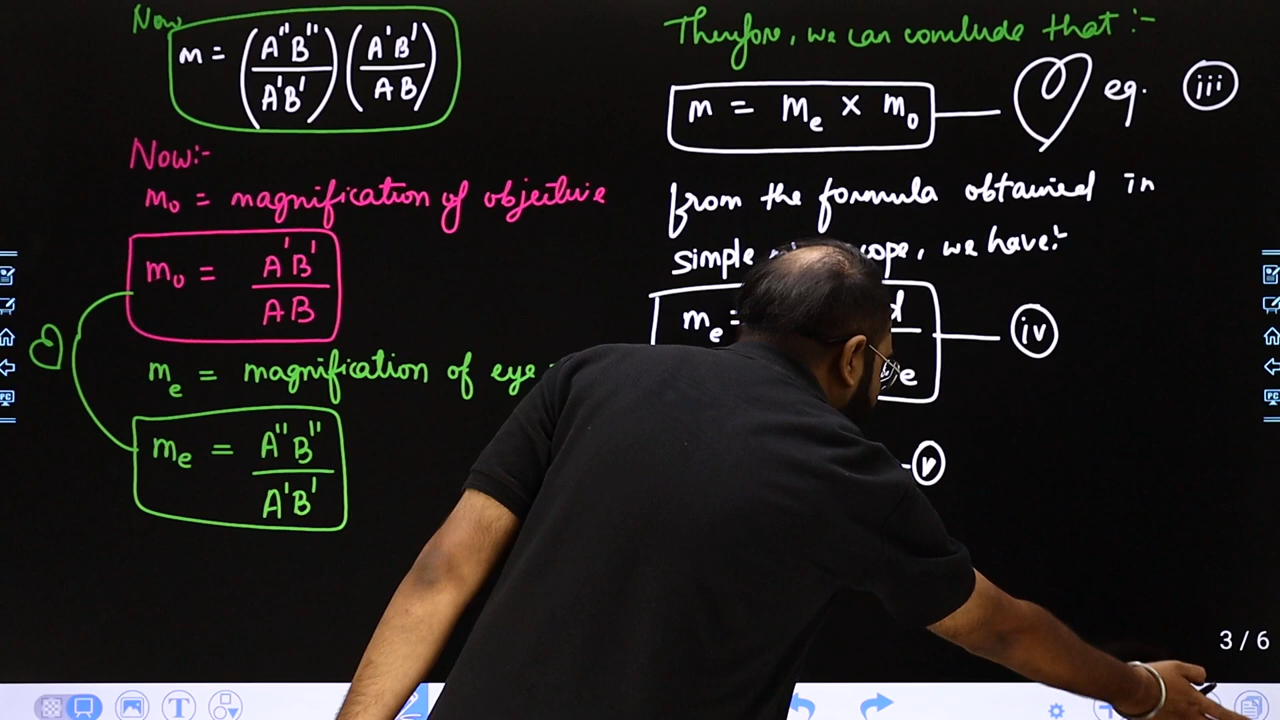 Now
m = (A"B"/A'B') (A'B'/AB)
Now:-
m₀ = magnification of objective
m₀ = A'B'/AB
mₑ = magnification of eye
mₑ = A"B"/A'B'
Therefore, we can conclude that :-
m = mₑ x m₀ eq. (iii)
from the formula obtained in
simple , we have:-
mₑ = d e (iv)
(v)
3 / 6